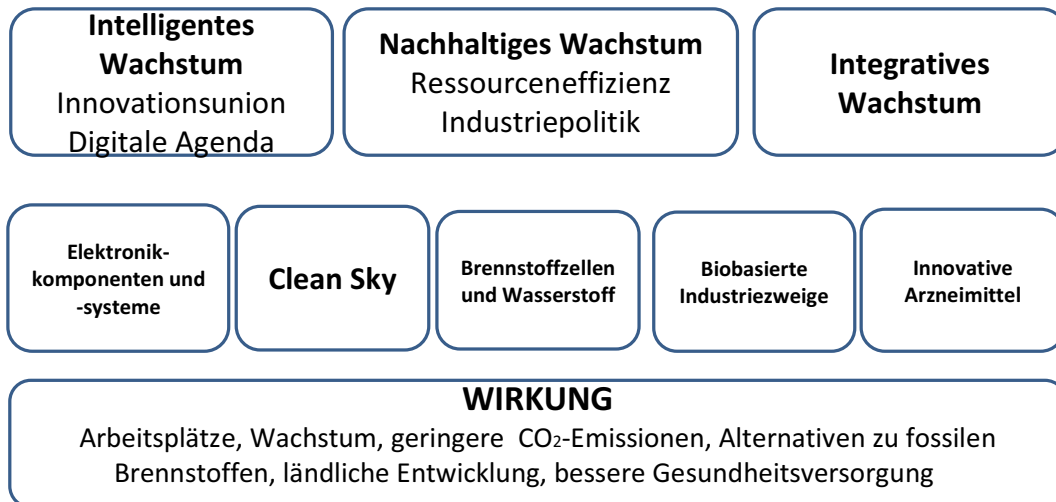 Intelligentes
Wachstum
Innovationsunion
Digitale Agenda
Nachhaltiges Wachstum
Ressourceneffizienz
Industriepolitik
Integratives
Wachstum
Elektronik-
komponenten und
-systeme
Clean Sky
Brennstoffzellen
und Wasserstoff
Biobasierte
Industriezweige
Innovative
Arzneimittel
WIRKUNG
Arbeitsplätze, Wachstum, geringere CO₂-Emissionen, Alternativen zu fossilen
Brennstoffen, ländliche Entwicklung, bessere Gesundheitsversorgung